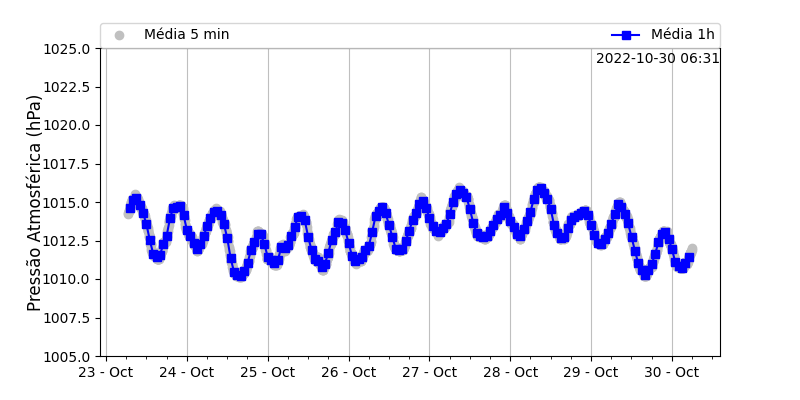 Média 5 min
Média 1h
2022-10-30 06:31
Pressão Atmosférica (hPa)
1025.0
1022.5
1020.0
1017.5
1015.0
1012.5
1010.0
1007.5
1005.0
23 - Oct
24 - Oct
25 - Oct
26 - Oct
27 - Oct
28 - Oct
29 - Oct
30 - Oct